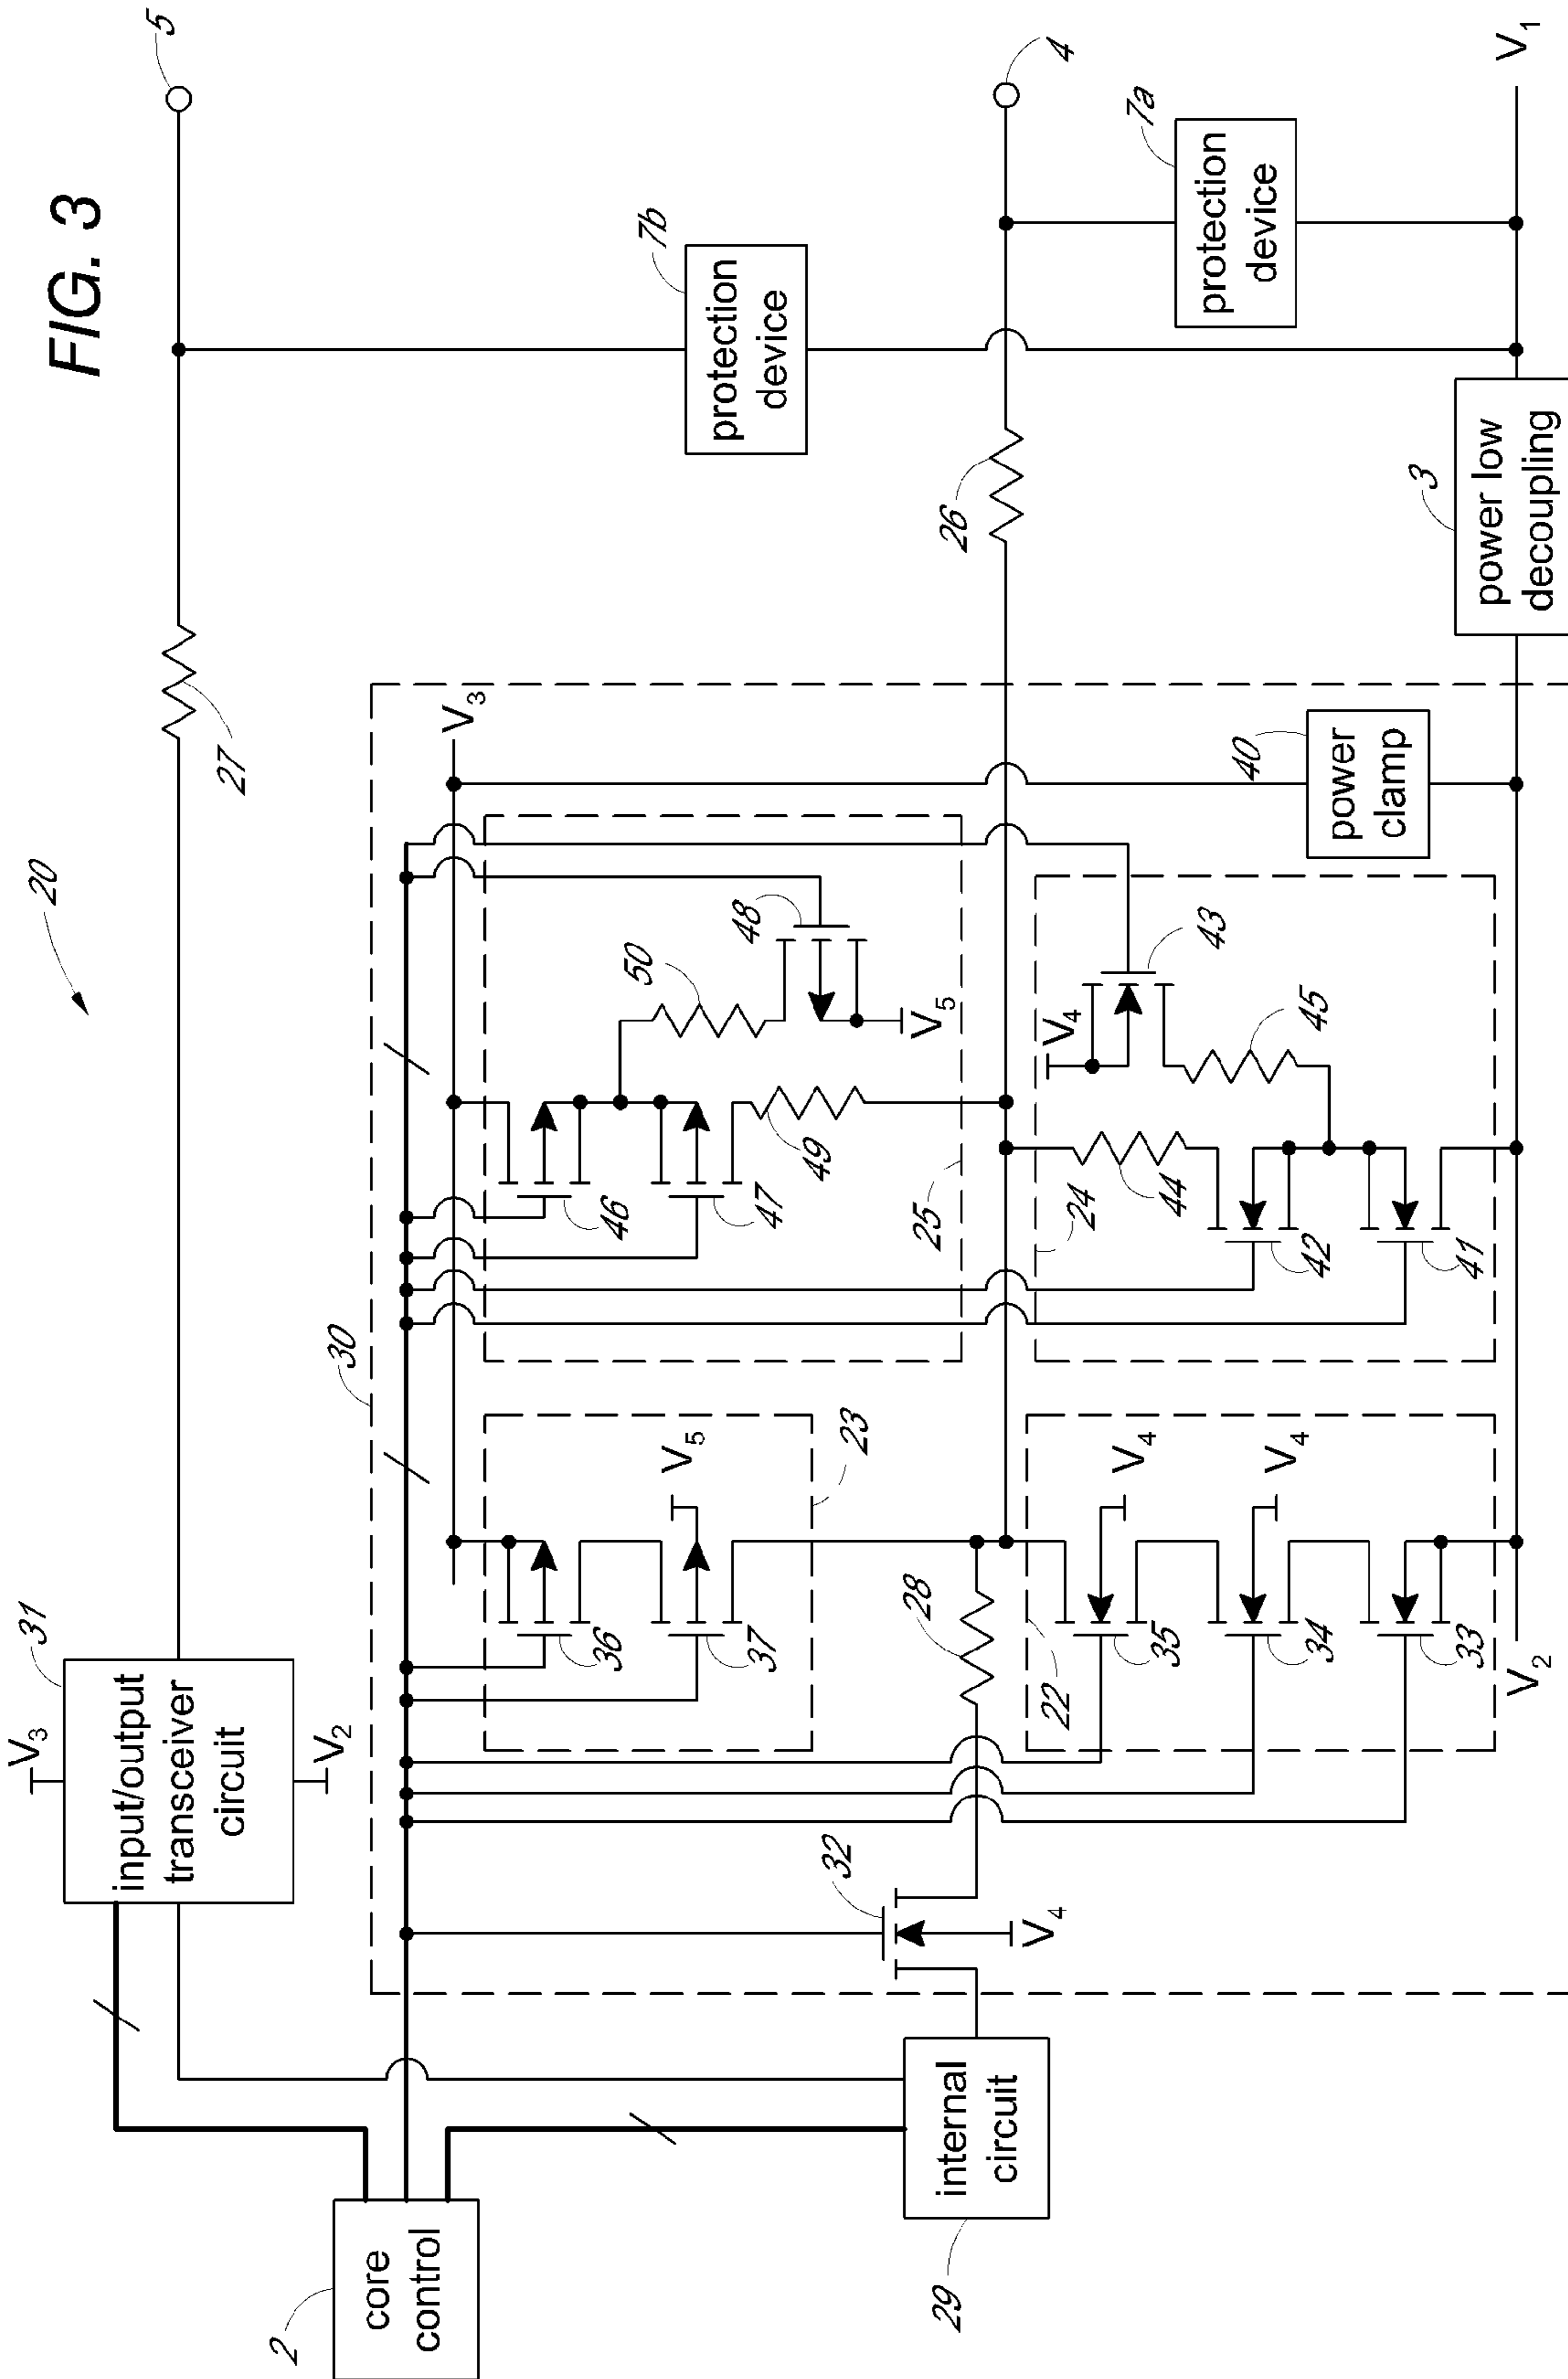 FIG. 3
20
5
27
V3
31
input/output
transceiver
circuit
V2
2
core
control
30
7b
protection
device
4
26
7a
protection
device
V1
3
power low
decoupling
V3
40
power
clamp
36
37
V5
23
46
47
49
50
48
V5
25
28
32
V4
29
internal
circuit
22
35
V4
34
V4
33
V2
24
44
42
41
V4
43
45